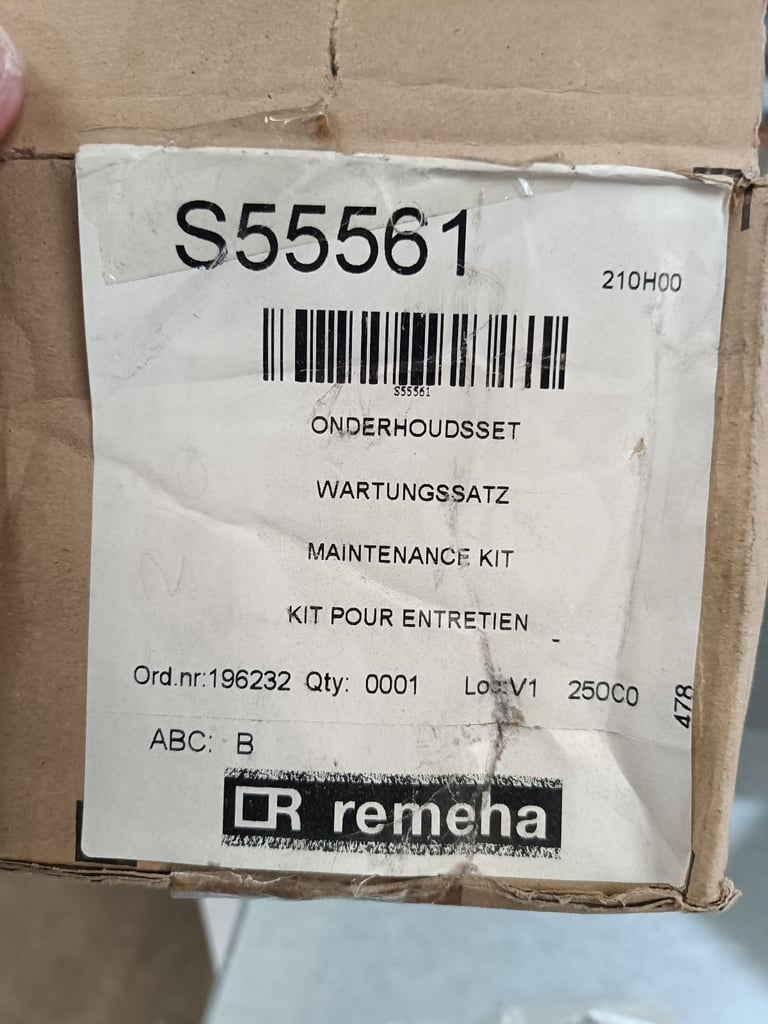 S55561
210H00
S55561
ONDERHOUDSSET
WARTUNGSSATZ
MAINTENANCE KIT
KIT POUR ENTRETIEN
Ord.nr:196232 Qty: 0001 Loc:V1 250C0
478
ABC: B
remeha